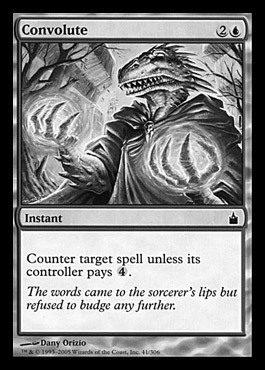 Convolute 2
Instant
Counter target spell unless its
controller pays 4.
The words came to the sorcerer's lips but
refused to budge any further.
Dany Orizio
™ & © 1993–2005 Wizards of the Coast, Inc. 41/306